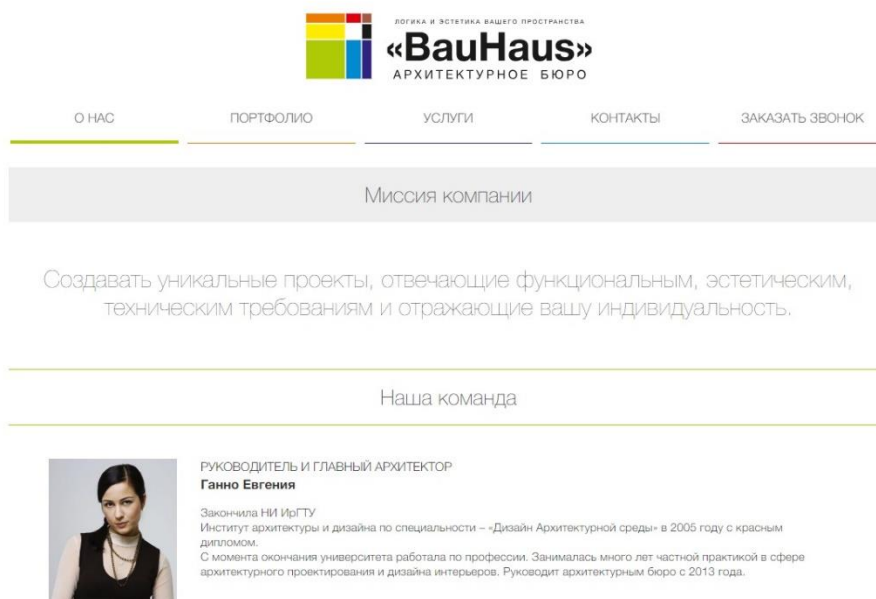 ЛОГИКА И ЭСТЕТИКА ВАШЕГО ПРОСТРАНСТВА
«BauHaus»
АРХИТЕКТУРНОЕ БЮРО
О НАС ПОРТФОЛИО УСЛУГИ КОНТАКТЫ ЗАКАЗАТЬ ЗВОНОК
Миссия компании
Создавать уникальные проекты, отвечающие функциональным, эстетическим,
техническим требованиям и отражающие вашу индивидуальность.
Наша команда
РУКОВОДИТЕЛЬ И ГЛАВНЫЙ АРХИТЕКТОР
Ганно Евгения
Закончила НИ ИрГТУ
Институт архитектуры и дизайна по специальности – «Дизайн Архитектурной среды» в 2005 году с красным
дипломом.
С момента окончания университета работала по профессии. Занималась много лет частной практикой в сфере
архитектурного проектирования и дизайна интерьеров. Руководит архитектурным бюро с 2013 года.